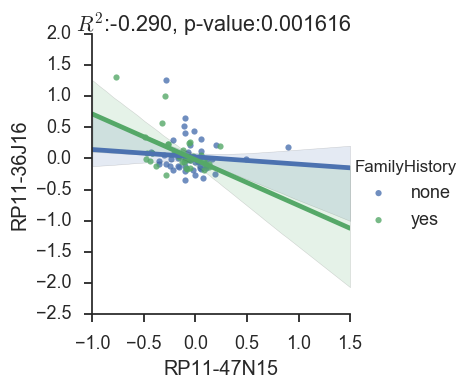 R²:-0.290, p-value:0.001616
2.0
1.5
1.0
0.5
0.0
−0.5
−1.0
−1.5
−2.0
−2.5
RP11-36J16
−1.0 −0.5 0.0 0.5 1.0 1.5
RP11-47N15
FamilyHistory
none
yes